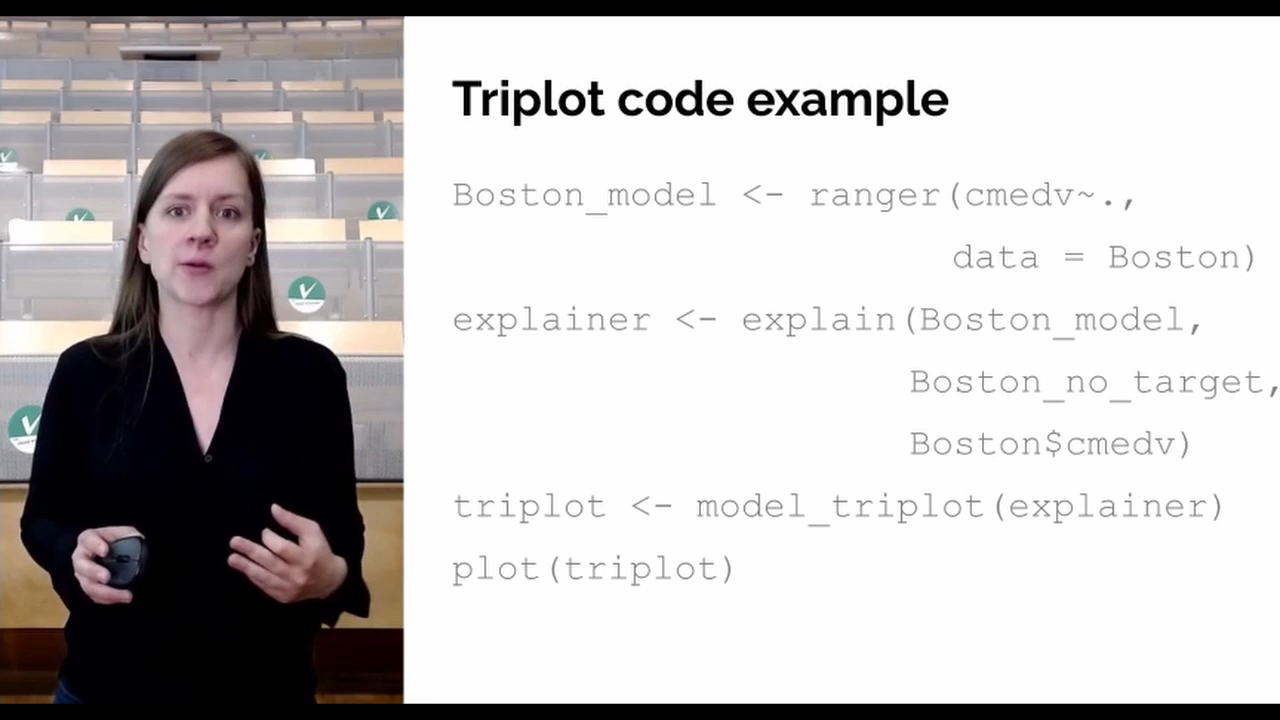 Triplot code example
Boston_model <- ranger(cmedv~.,
data = Boston)
explainer <- explain(Boston_model,
Boston_no_target,
Boston$cmedv)
triplot <- model_triplot(explainer)
plot(triplot)